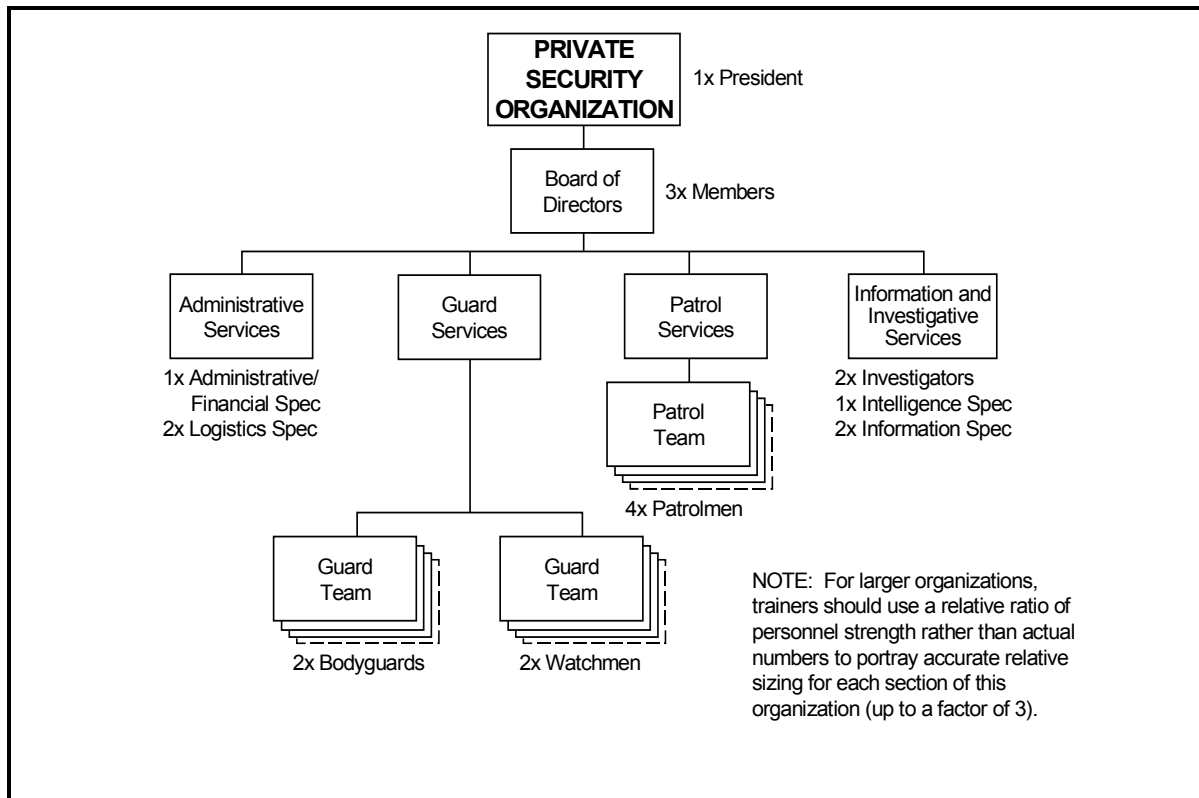 PRIVATE
SECURITY
ORGANIZATION
1x President
Board of
Directors
3x Members
Administrative
Services
1x Administrative/
Financial Spec
2x Logistics Spec
Guard
Services
Patrol
Services
Information and
Investigative
Services
2x Investigators
1x Intelligence Spec
2x Information Spec
Patrol
Team
4x Patrolmen
Guard
Team
2x Bodyguards
Guard
Team
2x Watchmen
NOTE: For larger organizations,
trainers should use a relative ratio of
personnel strength rather than actual
numbers to portray accurate relative
sizing for each section of this
organization (up to a factor of 3).